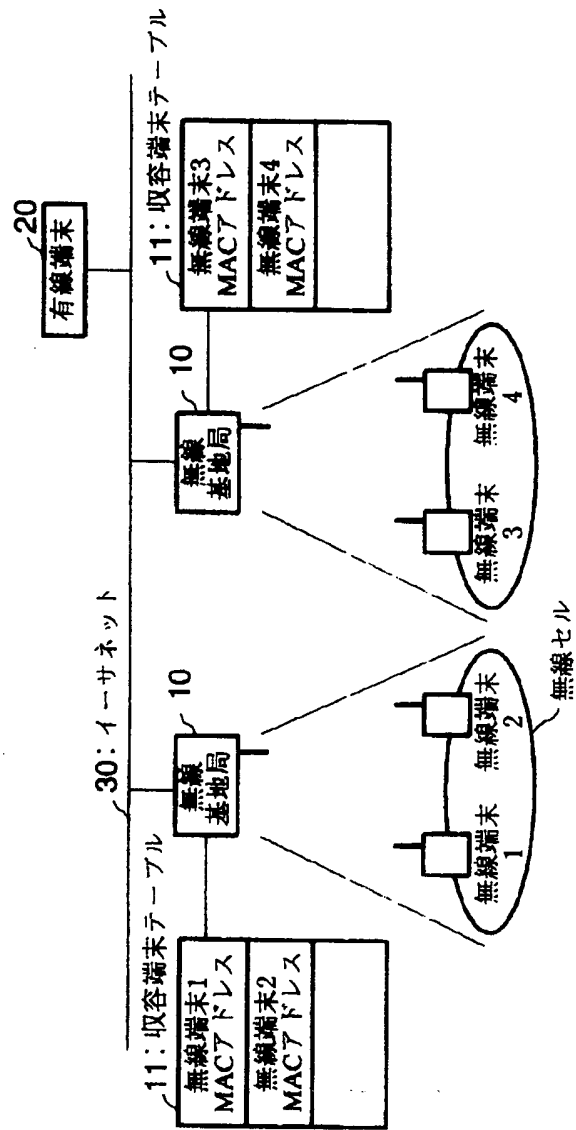 30：イーサネット
20
有線端末
11：収容端末テーブル
無線端末1
MACアドレス
無線端末2
MACアドレス
10
無線
基地局
10
無線
基地局
11：収容端末テーブル
無線端末3
MACアドレス
無線端末4
MACアドレス
無線端末
1
無線端末
2
無線端末
3
無線端末
4
無線セル